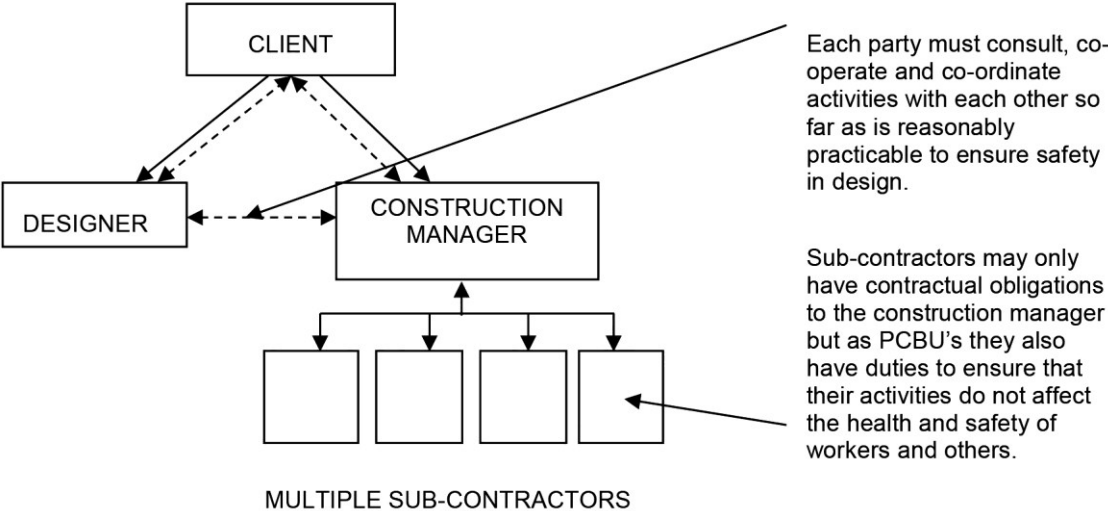 CLIENT
Each party must consult, co-
operate and co-ordinate
activities with each other so
far as is reasonably
practicable to ensure safety
in design.
DESIGNER
CONSTRUCTION
MANAGER
Sub-contractors may only
have contractual obligations
to the construction manager
but as PCBU’s they also
have duties to ensure that
their activities do not affect
the health and safety of
workers and others.
MULTIPLE SUB-CONTRACTORS